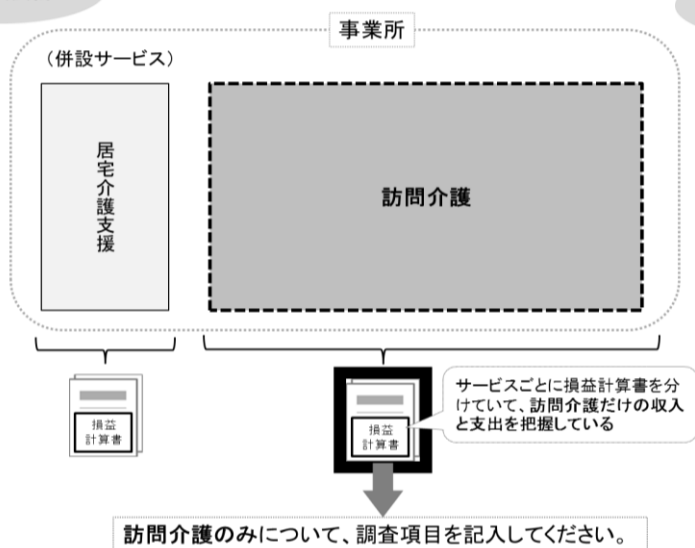 事業所
（併設サービス）
居宅介護支援
訪問介護
損益
計算書
損益
計算書
サービスごとに損益計算書を分
けていて、訪問介護だけの収入
と支出を把握している
訪問介護のみについて、調査項目を記入してください。